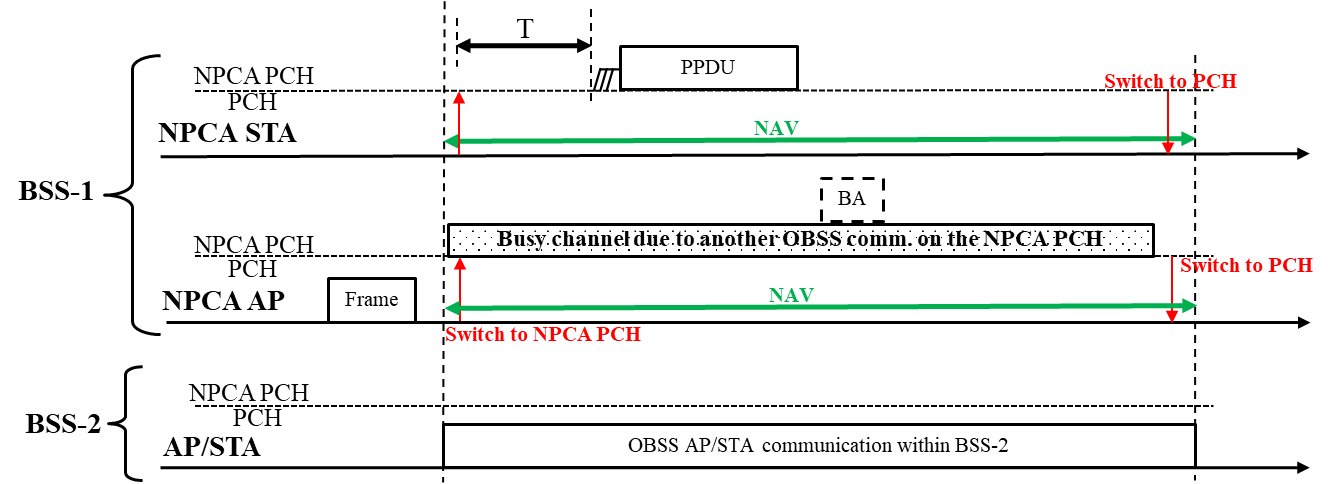 T
PPDU
NPCA PCH
PCH
Switch to PCH
NPCA STA
NAV
BSS-1
BA
NPCA PCH
Busy channel due to another OBSS comm. on the NPCA PCH
PCH
Switch to PCH
NPCA AP
Frame
NAV
Switch to NPCA PCH
NPCA PCH
PCH
BSS-2
AP/STA
OBSS AP/STA communication within BSS-2